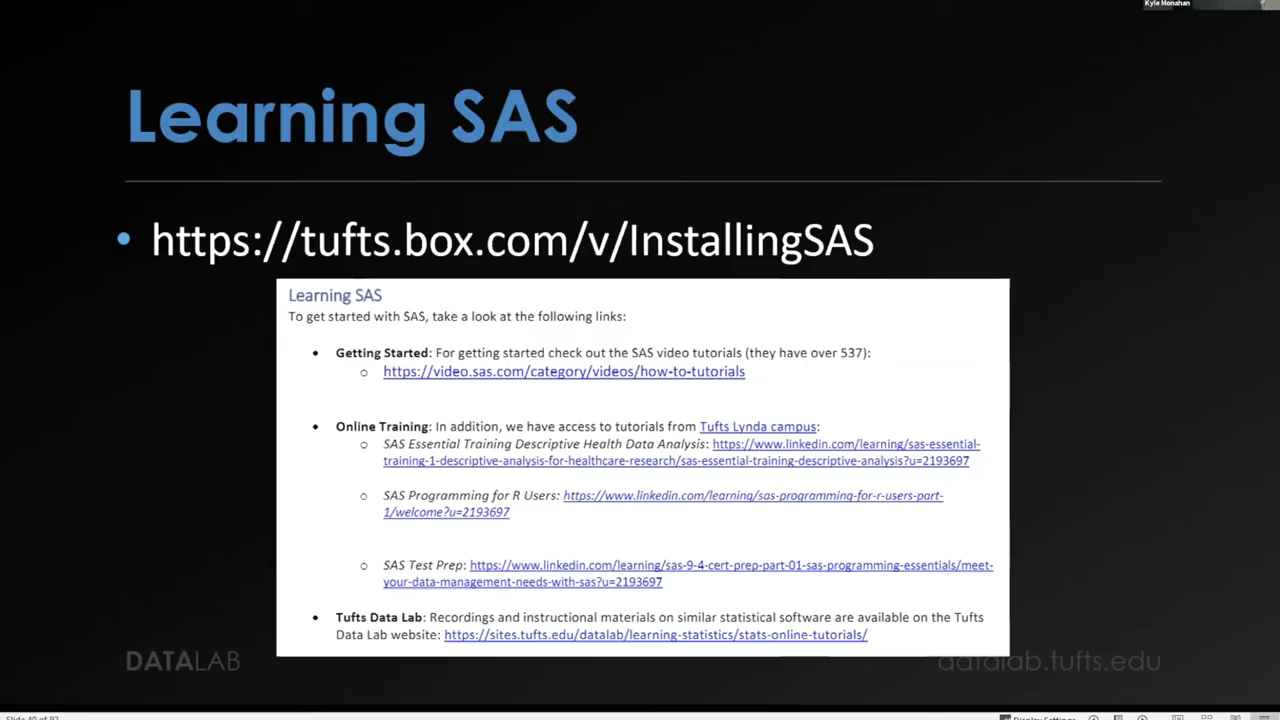 Kyle Monahan
Learning SAS
• https://tufts.box.com/v/InstallingSAS
Learning SAS
To get started with SAS, take a look at the following links:
• Getting Started: For getting started check out the SAS video tutorials (they have over 537):
o https://video.sas.com/category/videos/how-to-tutorials
• Online Training: In addition, we have access to tutorials from Tufts Lynda campus:
o SAS Essential Training Descriptive Health Data Analysis: https://www.linkedin.com/learning/sas-essential-
training-1-descriptive-analysis-for-healthcare-research/sas-essential-training-descriptive-analysis?u=2193697
o SAS Programming for R Users: https://www.linkedin.com/learning/sas-programming-for-r-users-part-
1/welcome?u=2193697
o SAS Test Prep: https://www.linkedin.com/learning/sas-9-4-cert-prep-part-01-sas-programming-essentials/meet-
your-data-management-needs-with-sas?u=2193697
• Tufts Data Lab: Recordings and instructional materials on similar statistical software are available on the Tufts
Data Lab website: https://sites.tufts.edu/datalab/learning-statistics/stats-online-tutorials/
DATALAB
datalab.tufts.edu
Display Settings